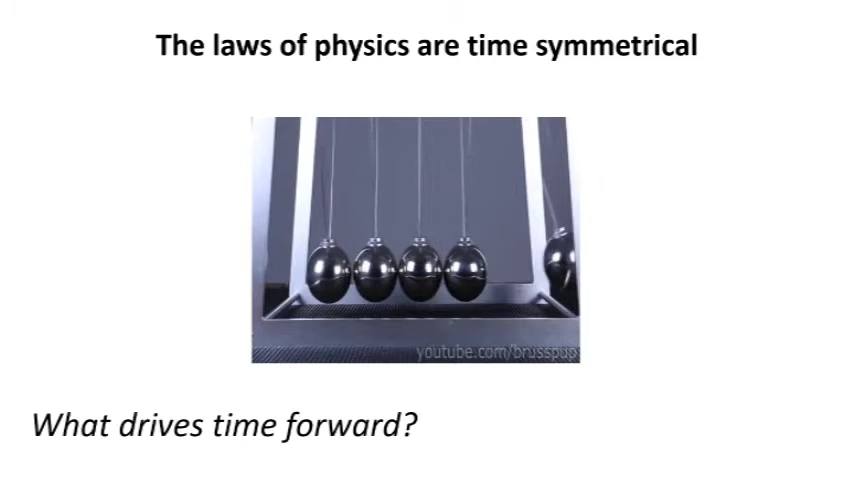 The laws of physics are time symmetrical
youtube.com/brusspup
What drives time forward?